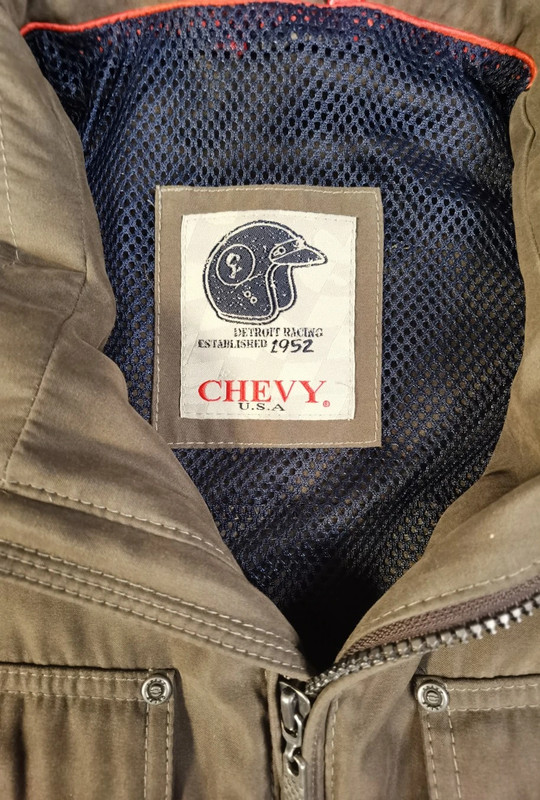 DETROIT RACING
ESTABLISHED 1952
CHEVY®
U.S.A